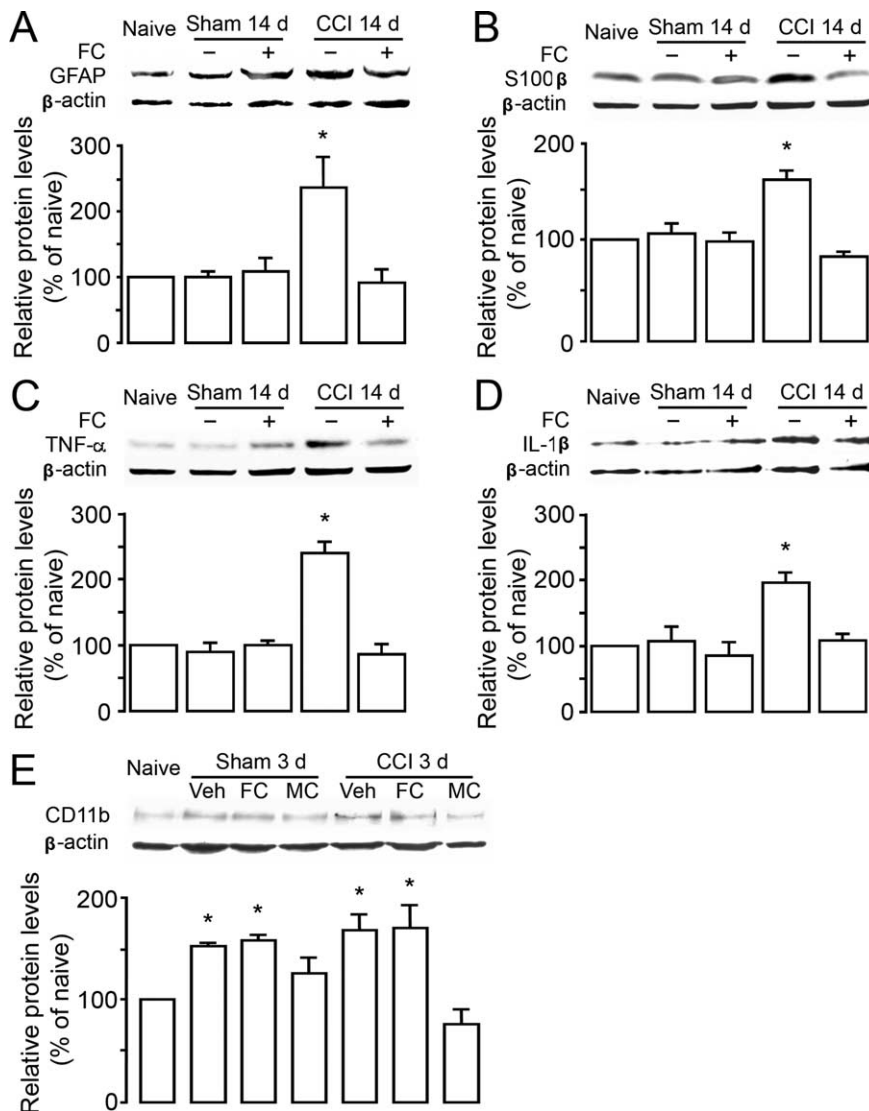 A
Naive Sham 14 d CCI 14 d
FC − + − +
GFAP
β-actin
Relative protein levels
(% of naive)
300
200
100
0
*
B
Naive Sham 14 d CCI 14 d
FC − + − +
S100β
β-actin
Relative protein levels
(% of naive)
200
100
0
*
C
Naive Sham 14 d CCI 14 d
FC − + − +
TNF-α
β-actin
Relative protein levels
(% of naive)
300
200
100
0
*
D
Naive Sham 14 d CCI 14 d
FC − + − +
IL-1β
β-actin
Relative protein levels
(% of naive)
300
200
100
0
*
E
Naive Sham 3 d CCI 3 d
Veh FC MC Veh FC MC
CD11b
β-actin
Relative protein levels
(% of naive)
200
100
0
* * * *